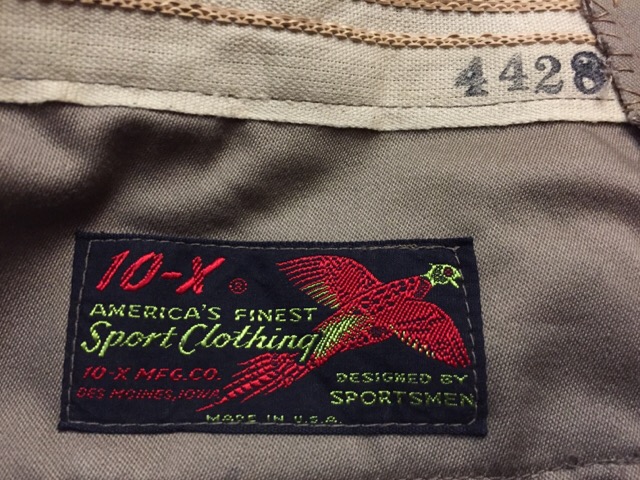 4428
10-X ®
AMERICA'S FINEST
Sport Clothing
10-X MFG. CO.
DES MOINES, IOWA
DESIGNED BY
SPORTSMEN
MADE IN U.S.A.